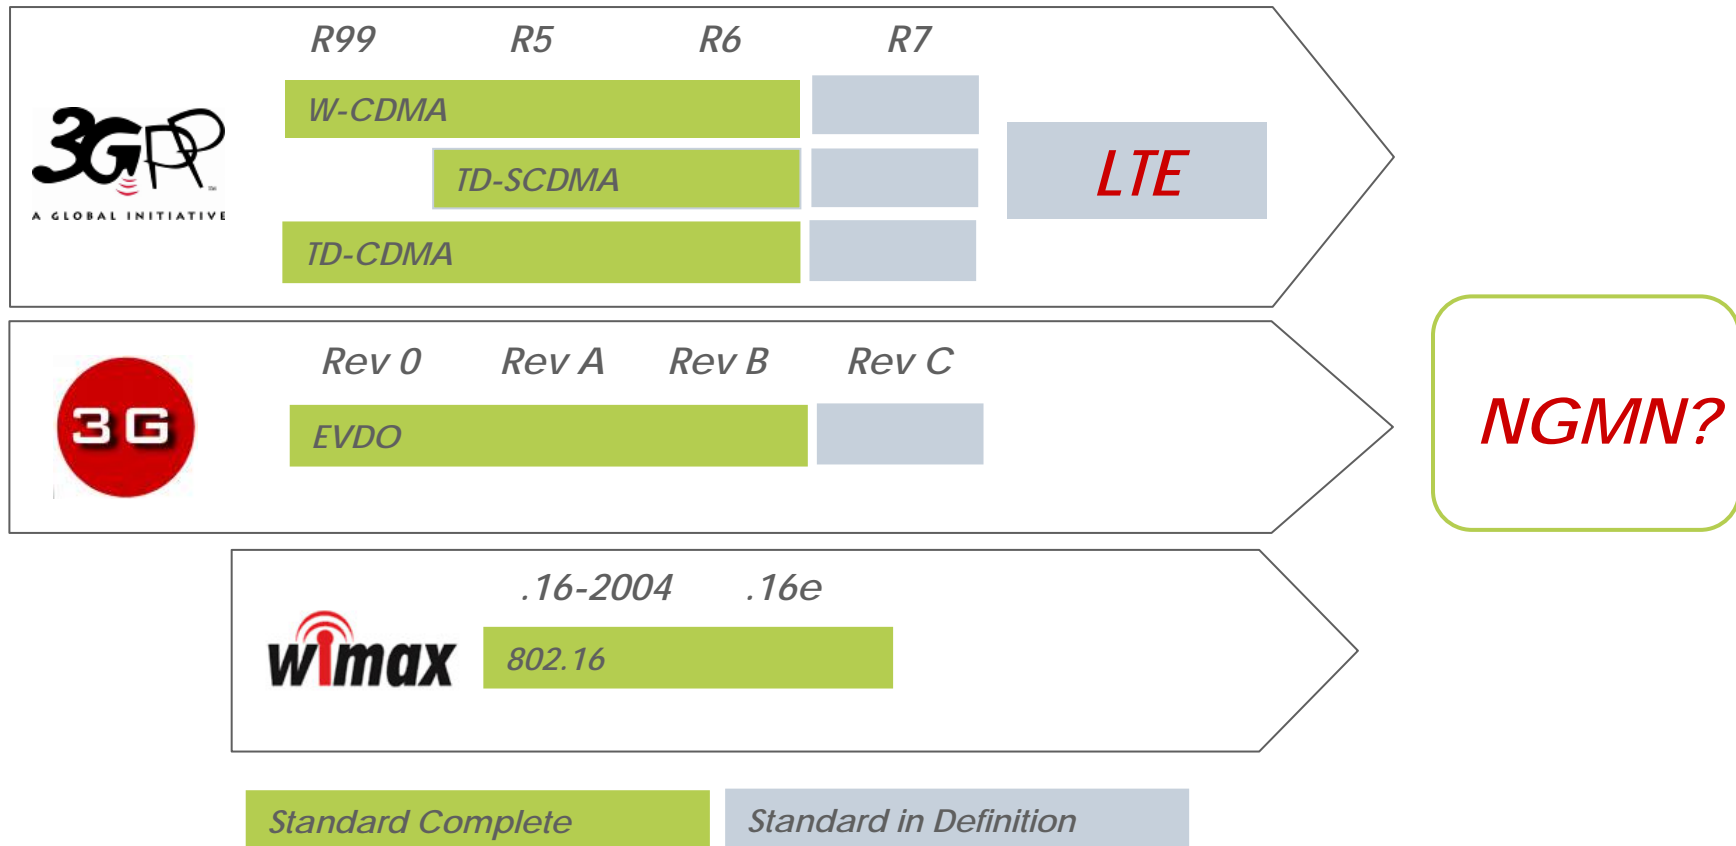 R99 R5 R6 R7
W-CDMA
3GPP
TM
LTE
TD-SCDMA
A GLOBAL INITIATIVE
TD-CDMA
Rev 0 Rev A Rev B Rev C
3G
EVDO
NGMN?
.16-2004 .16e
wimax
802.16
Standard Complete
Standard in Definition